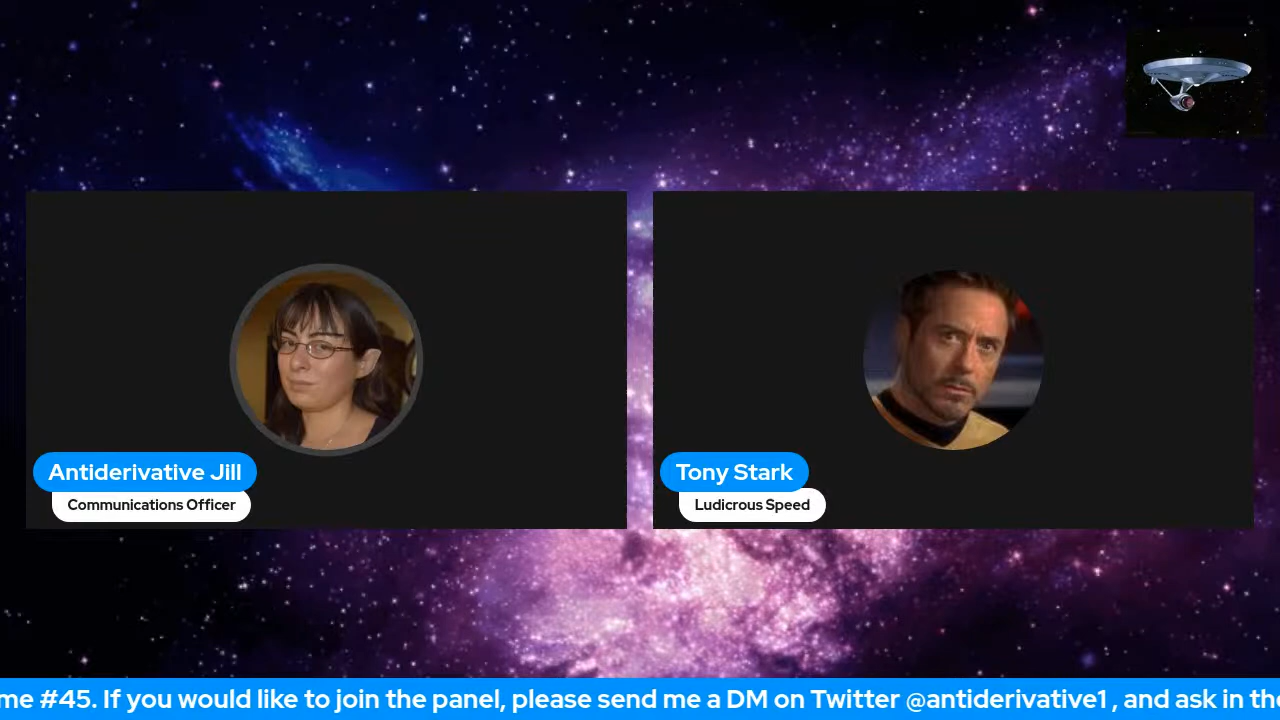 Antiderivative Jill
Communications Officer
Tony Stark
Ludicrous Speed
me #45. If you would like to join the panel, please send me a DM on Twitter @antiderivative1 , and ask in the